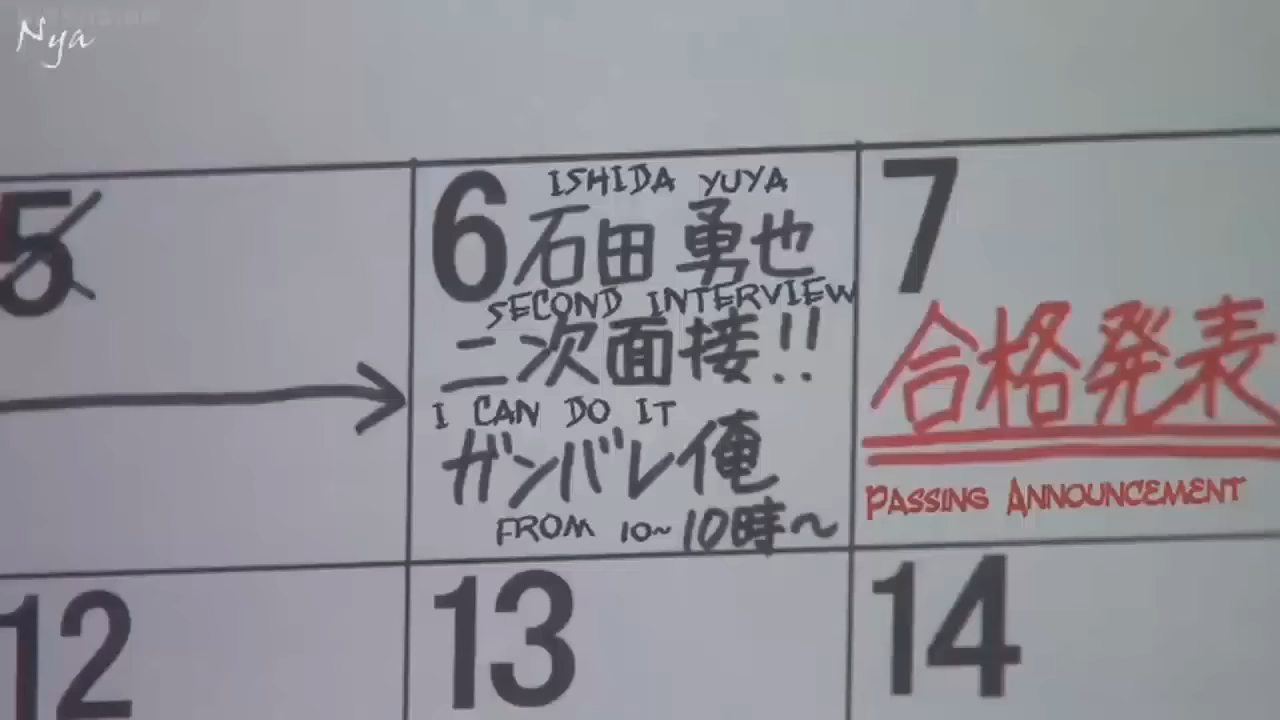 Nya
5
6
ISHIDA YUYA
石田 勇也
SECOND INTERVIEW
二次面接!!
I CAN DO IT
ガンバレ俺
FROM 10~ 10時～
7
合格発表
PASSING ANNOUNCEMENT
12
13
14